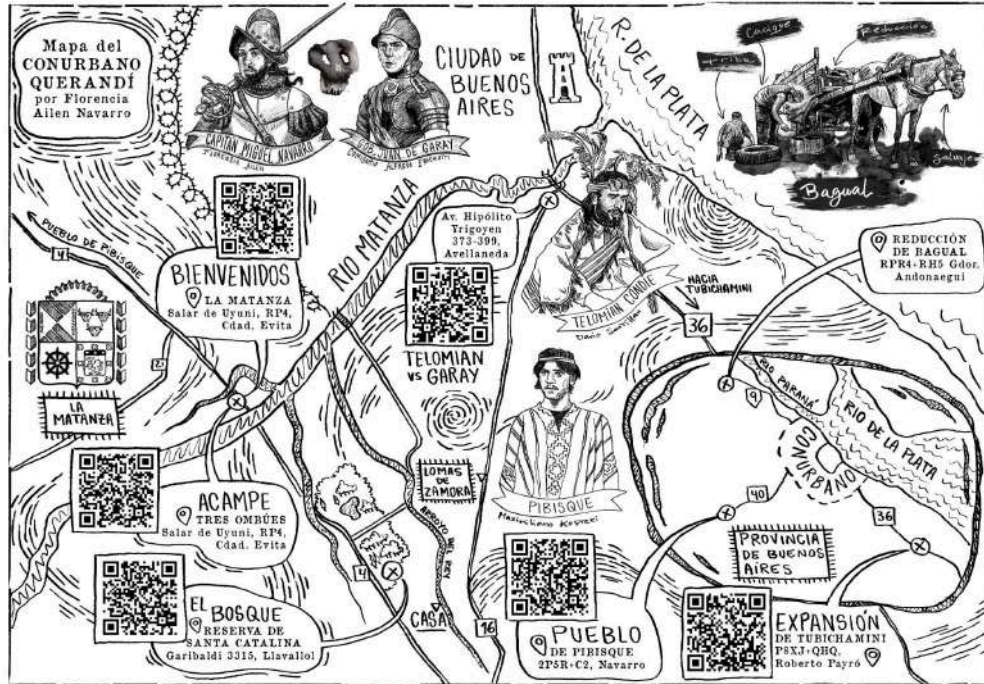 Mapa del
CONURBANO
QUERANDÍ
por Florencia
Ailen Navarro
CAPITÁN MIGUEL NAVARRO
GOB. JUAN DE GARAY
CIUDAD DE
BUENOS
AIRES
R. DE LA PLATA
Cacique
Reducción
tribu
Salvaje
Bagual
PUEBLO DE PIBISQUE
4
BIENVENIDOS
LA MATANZA
Salar de Uyuni, RP4,
Cdad. Evita
RIO MATANZA
Av. Hipólito
Yrigoyen
373-399,
Avellaneda
TELOMIAN
VS GARAY
TELOMIAN CONDIE
HACIA
TUBICHAMINI
36
REDUCCIÓN
DE BAGUAL
RPR4+RH5 Gdor.
Andonaegui
LA
MATANZA
2
ACAMPE
TRES OMBÚES
Salar de Uyuni, RP4,
Cdad. Evita
LOMAS
DE
ZAMORA
ARROYO DEL REY
PIBISQUE
RIO PARANÁ
9
RIO DE LA PLATA
CONURBANO
40
36
PROVINCIA
DE BUENOS
AIRES
EL
BOSQUE
RESERVA DE
SANTA CATALINA
Garibaldi 3315, Llavallol
4
CASA
16
PUEBLO
DE PIBISQUE
2P5R+C2, Navarro
EXPANSIÓN
DE TUBICHAMINI
P8XJ+QHQ,
Roberto Payró